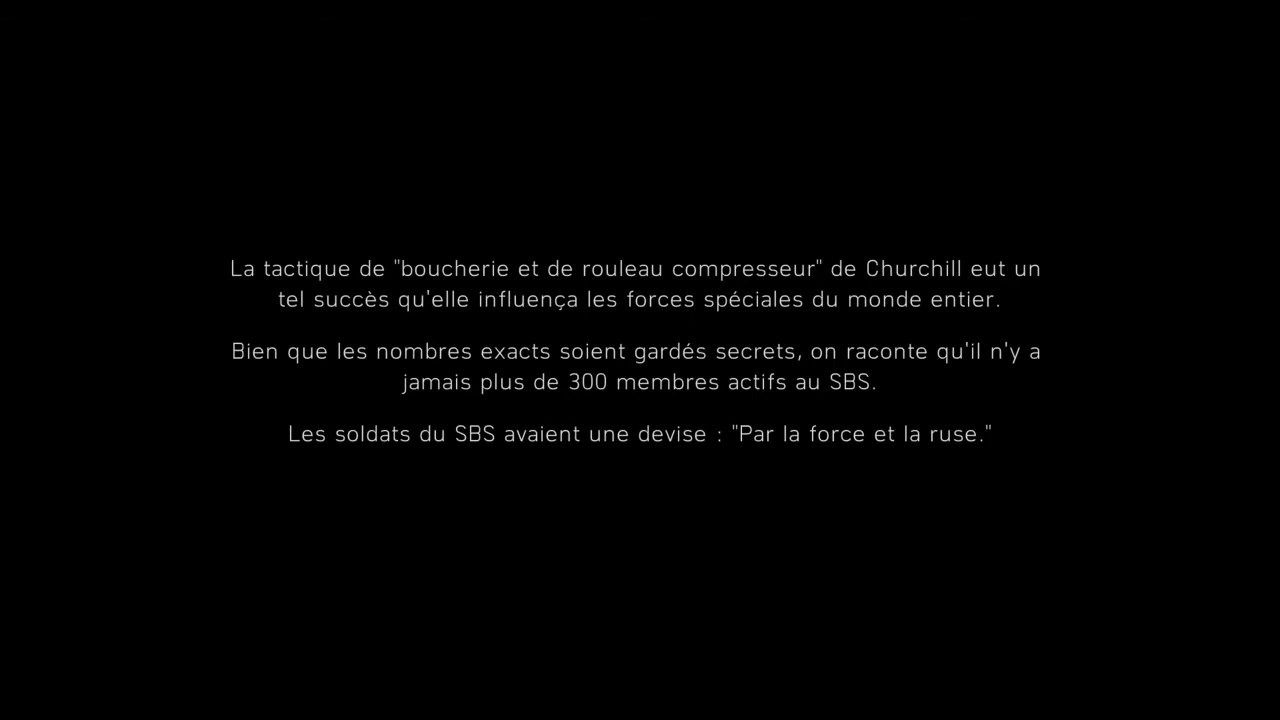 La tactique de "boucherie et de rouleau compresseur" de Churchill eut un
tel succès qu'elle influença les forces spéciales du monde entier.
Bien que les nombres exacts soient gardés secrets, on raconte qu'il n'y a
jamais plus de 300 membres actifs au SBS.
Les soldats du SBS avaient une devise : "Par la force et la ruse."